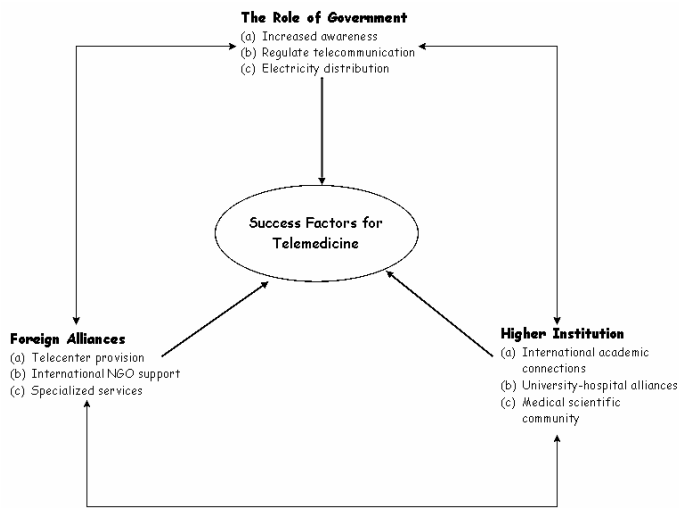 The Role of Government
(a) Increased awareness
(b) Regulate telecommunication
(c) Electricity distribution
Success Factors for
Telemedicine
Foreign Alliances
(a) Telecenter provision
(b) International NGO support
(c) Specialized services
Higher Institution
(a) International academic
connections
(b) University-hospital alliances
(c) Medical scientific
community